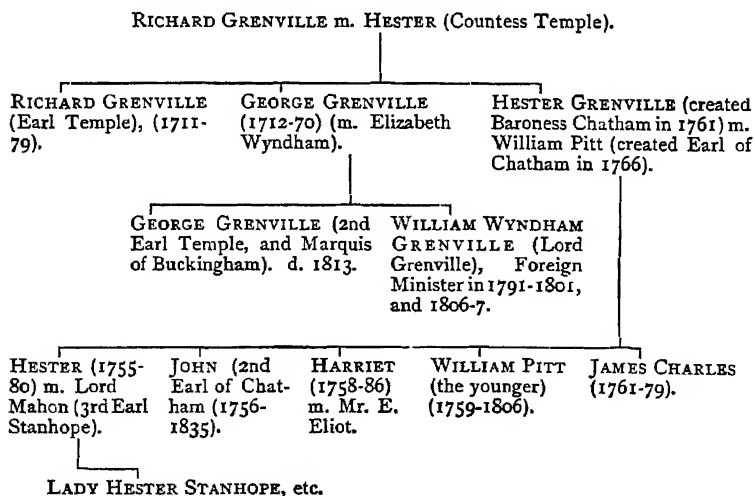 RICHARD GRENVILLE m. HESTER (Countess Temple).
RICHARD GRENVILLE
(Earl Temple), (1711-
79).
GEORGE GRENVILLE
(1712-70) (m. Elizabeth
Wyndham).
HESTER GRENVILLE (created
Baroness Chatham in 1761) m.
William Pitt (created Earl of
Chatham in 1766).
GEORGE GRENVILLE (2nd
Earl Temple, and Marquis
of Buckingham). d. 1813.
WILLIAM WYNDHAM
GRENVILLE (Lord
Grenville), Foreign
Minister in 1791-1801,
and 1806-7.
HESTER (1755-
80) m. Lord
Mahon (3rd Earl
Stanhope).
JOHN (2nd
Earl of Chat-
ham (1756-
1835).
HARRIET
(1758-86)
m. Mr. E.
Eliot.
WILLIAM PITT
(the younger)
(1759-1806).
JAMES CHARLES
(1761-79).
LADY HESTER STANHOPE, etc.